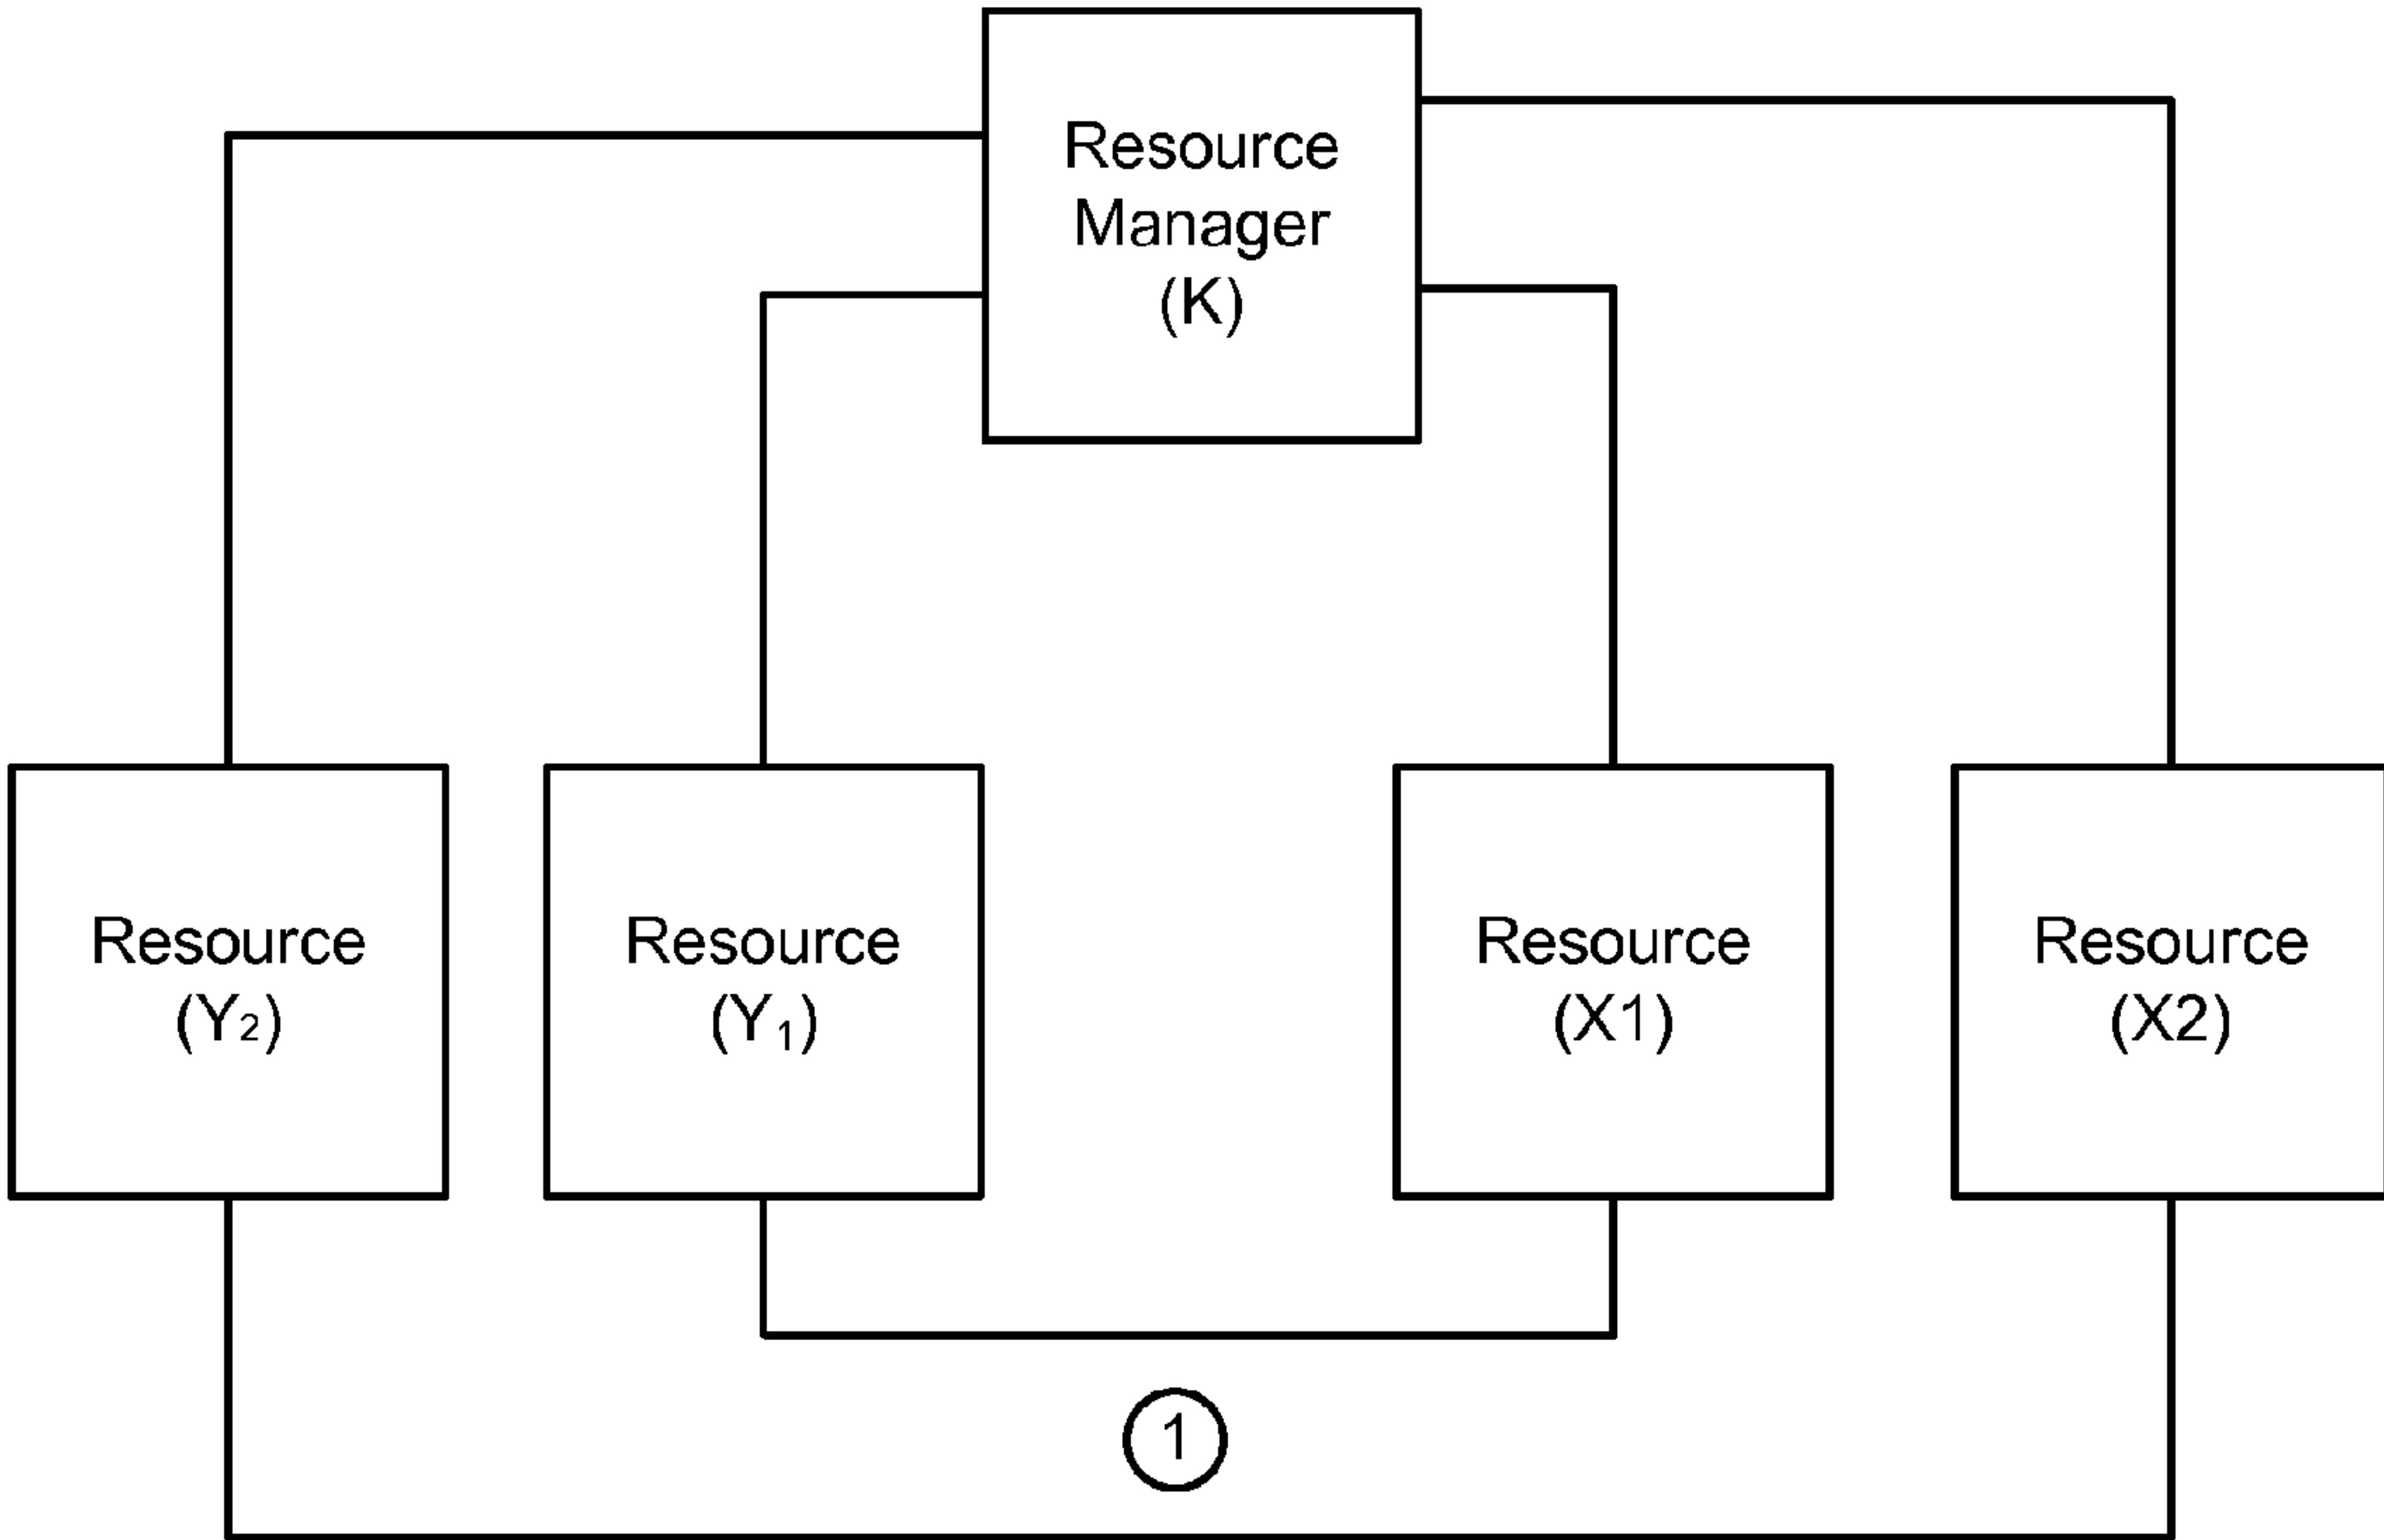 Resource
Manager
(K)
Resource
(Y₂)
Resource
(Y₁)
Resource
(X1)
Resource
(X2)
1